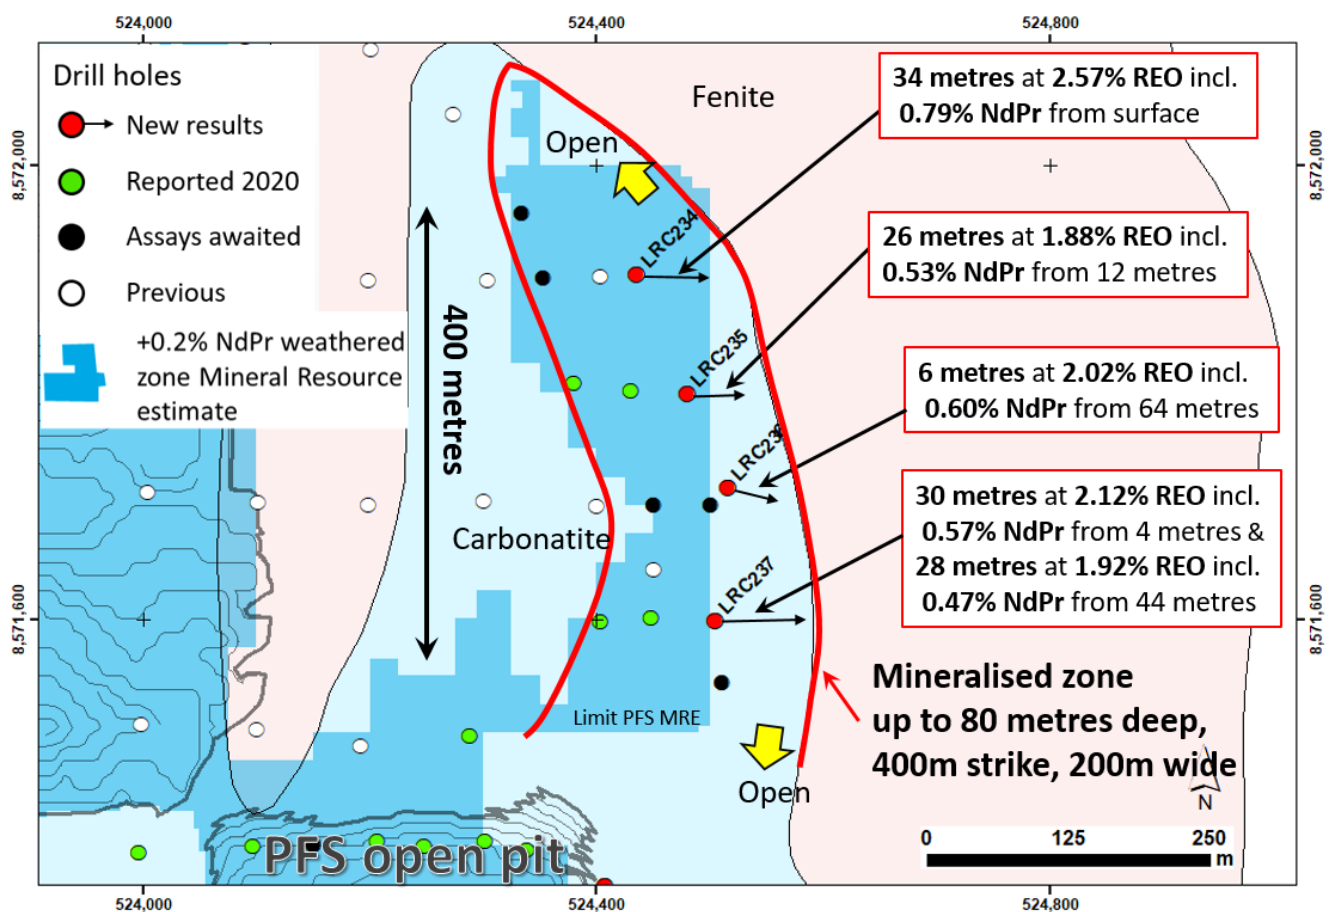 524,000
524,400
524,800
Drill holes
New results
Reported 2020
Assays awaited
Previous
+0.2% NdPr weathered
zone Mineral Resource
estimate
8,572,000
8,571,600
8,572,000
8,571,600
Fenite
Open
34 metres at 2.57% REO incl.
0.79% NdPr from surface
LRC234
26 metres at 1.88% REO incl.
0.53% NdPr from 12 metres
LRC235
6 metres at 2.02% REO incl.
0.60% NdPr from 64 metres
LRC236
30 metres at 2.12% REO incl.
0.57% NdPr from 4 metres &
28 metres at 1.92% REO incl.
0.47% NdPr from 44 metres
LRC237
400 metres
Carbonatite
Limit PFS MRE
Mineralised zone
up to 80 metres deep,
400m strike, 200m wide
Open
N
0 125 250
m
PFS open pit
524,000
524,400
524,800